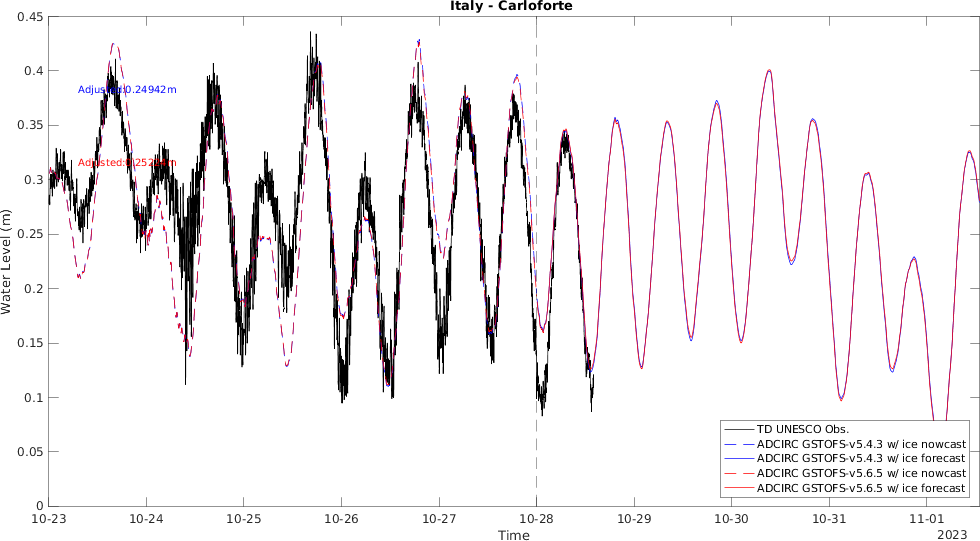 Italy - Carloforte
Water Level (m)
0.45
0.4
0.35
0.3
0.25
0.2
0.15
0.1
0.05
0
Adjusted:0.24942m
TD UNESCO Obs.
ADCIRC GSTOFS-v5.4.3 w/ ice nowcast
ADCIRC GSTOFS-v5.4.3 w/ ice forecast
ADCIRC GSTOFS-v5.6.5 w/ ice nowcast
ADCIRC GSTOFS-v5.6.5 w/ ice forecast
10-23 10-24 10-25 10-26 10-27 10-28 10-29 10-30 10-31 11-01
Time
2023